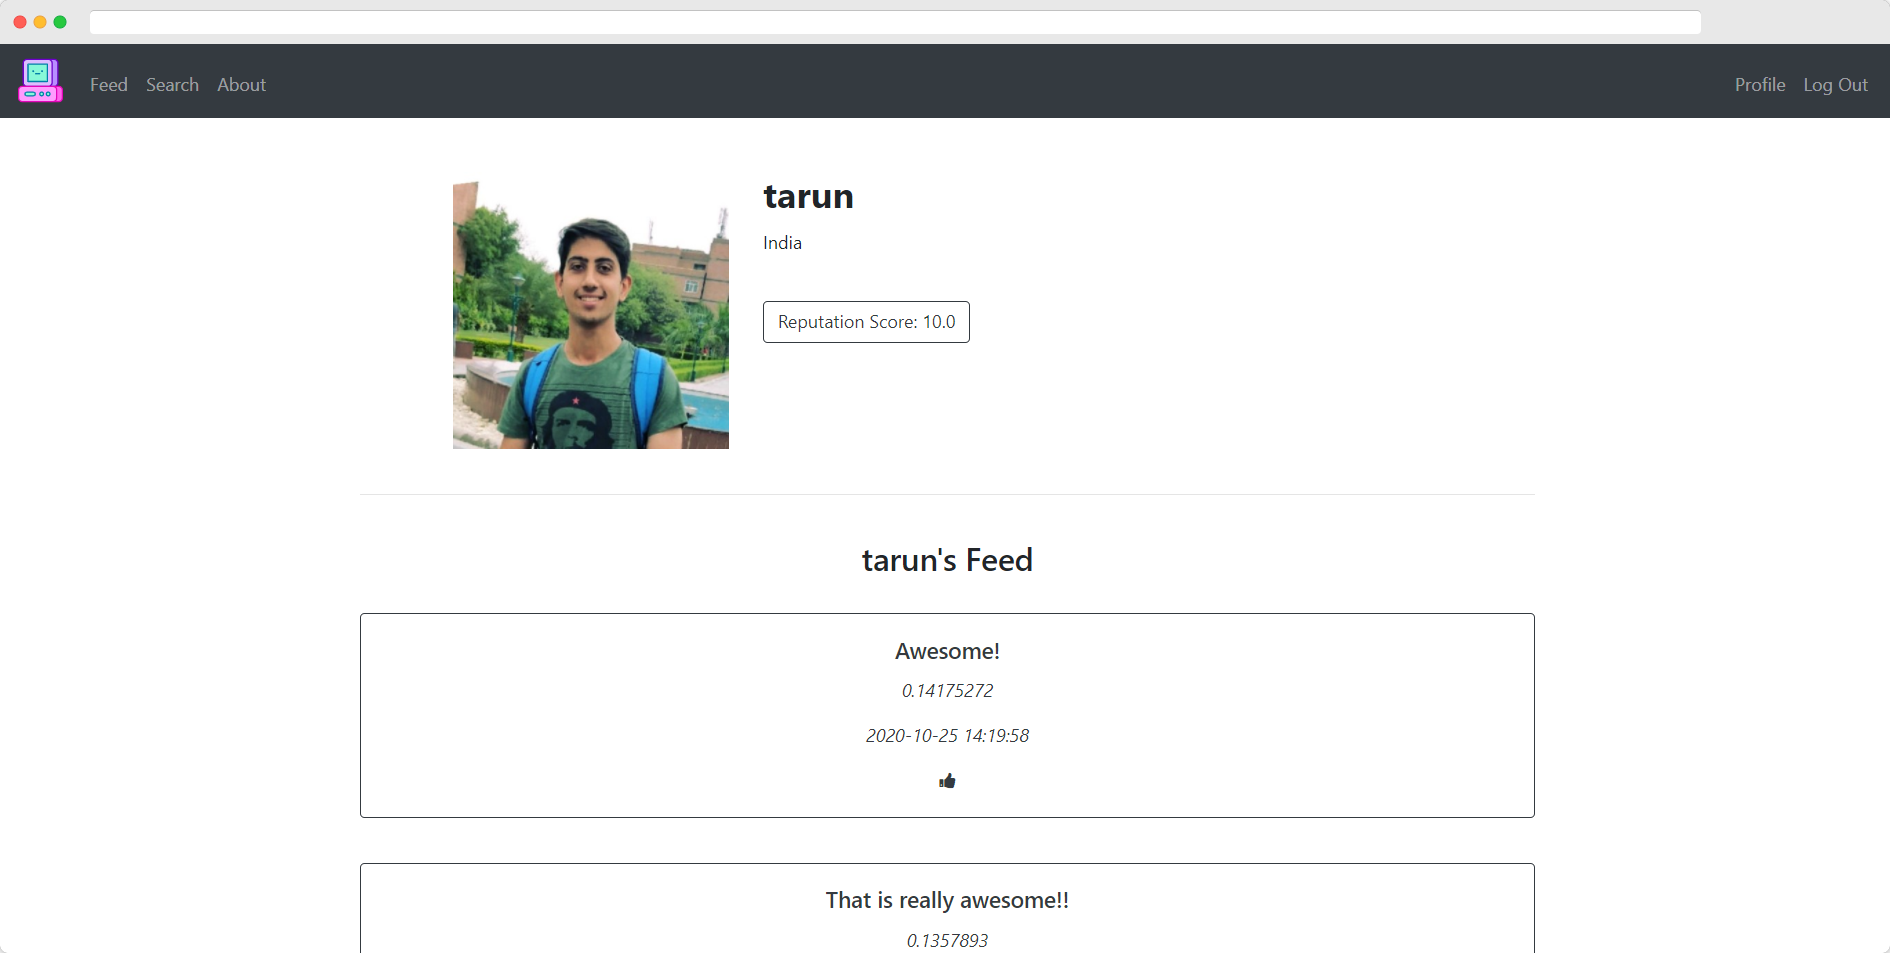 Feed Search About Profile Log Out
tarun
India
Reputation Score: 10.0
tarun's Feed
Awesome!
0.14175272
2020-10-25 14:19:58
That is really awesome!!
0.1357893